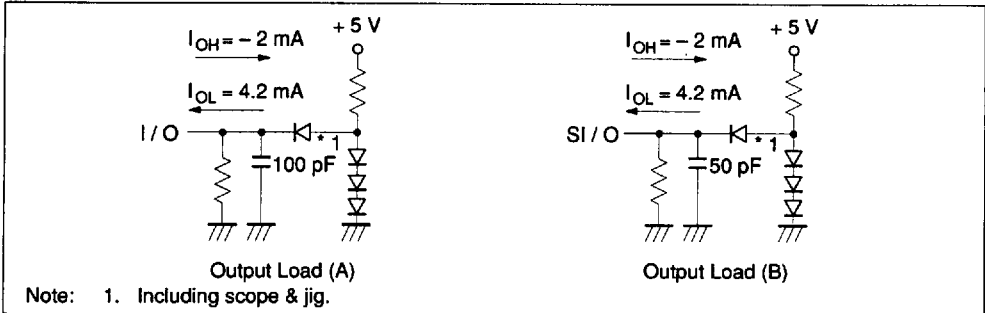 + 5 V
I_OH = – 2 mA
I_OL = 4.2 mA
I / O
* 1
100 pF
Output Load (A)
+ 5 V
I_OH = – 2 mA
I_OL = 4.2 mA
SI / O
* 1
50 pF
Output Load (B)
Note: 1. Including scope & jig.